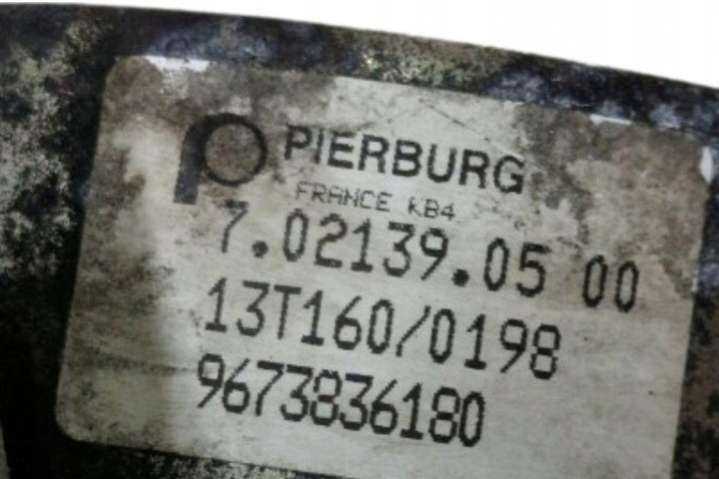 PIERBURG
FRANCE KB4
7.02139.05 00
13T160/0198
9673836180